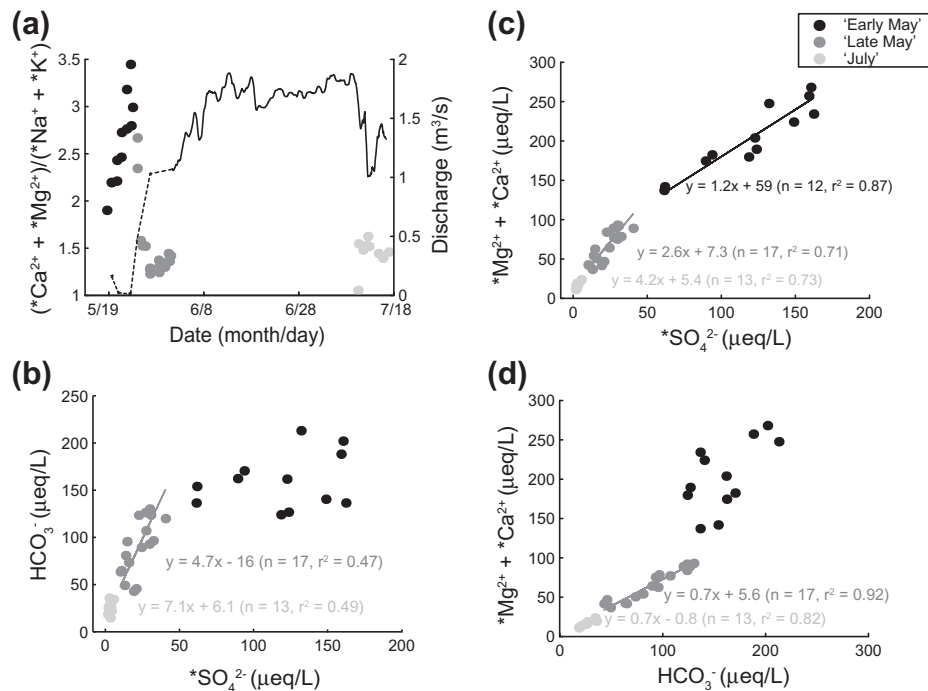 (a)
(*Ca²⁺ + *Mg²⁺)/(*Na⁺ + *K⁺)
3.5
3
2.5
2
1.5
1
5/19
6/8
6/28
7/18
Date (month/day)
2
1.5
1
0.5
0
Discharge (m³/s)
(c)
'Early May'
'Late May'
'July'
*Mg²⁺ + *Ca²⁺ (µeq/L)
300
250
200
150
100
50
0
y = 1.2x + 59 (n = 12, r² = 0.87)
y = 2.6x + 7.3 (n = 17, r² = 0.71)
y = 4.2x + 5.4 (n = 13, r² = 0.73)
0
50
100
150
200
*SO₄²⁻ (µeq/L)
(b)
HCO₃⁻ (µeq/L)
250
200
150
100
50
0
y = 4.7x - 16 (n = 17, r² = 0.47)
y = 7.1x + 6.1 (n = 13, r² = 0.49)
0
50
100
150
200
*SO₄²⁻ (µeq/L)
(d)
*Mg²⁺ + *Ca²⁺ (µeq/L)
300
250
200
150
100
50
0
y = 0.7x + 5.6 (n = 17, r² = 0.92)
y = 0.7x - 0.8 (n = 13, r² = 0.82)
0
100
200
300
HCO₃⁻ (µeq/L)